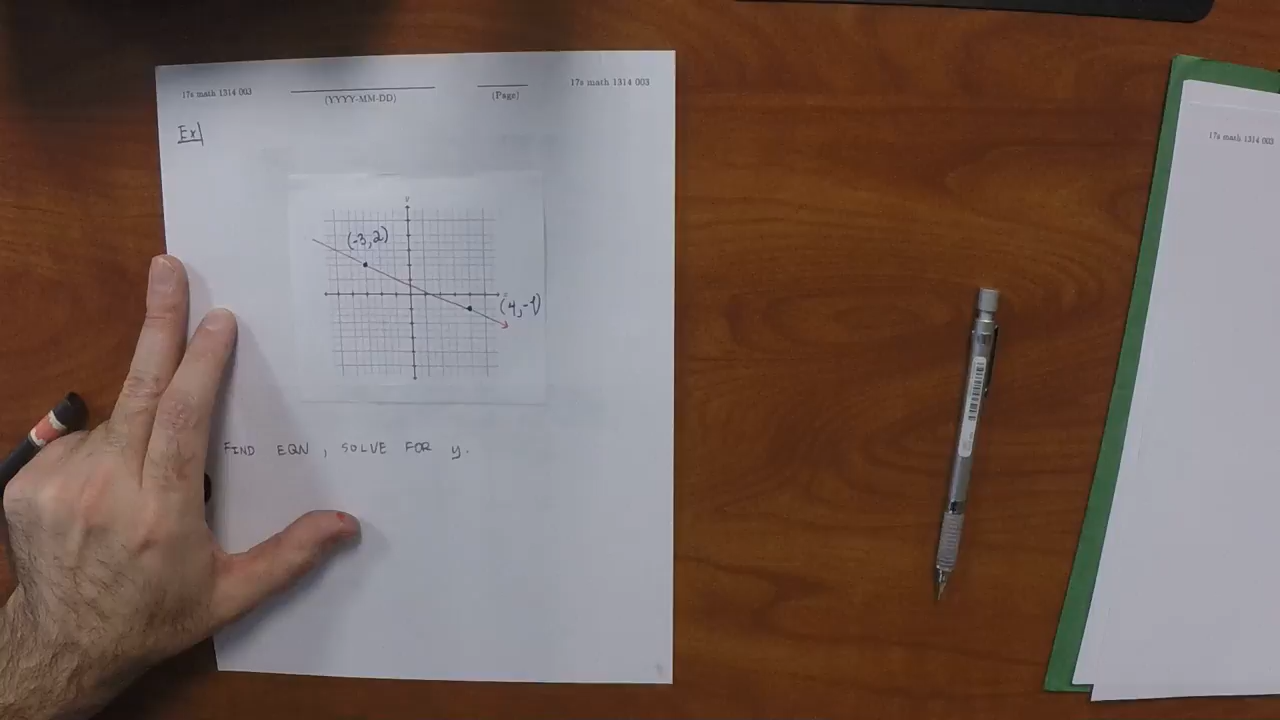 17s math 1314 003
(YYYY-MM-DD)
(Page)
17s math 1314 003
Ex|
y
(-3,2)
(4,-1)
FIND EQN, SOLVE FOR y.
17s math 1314 003